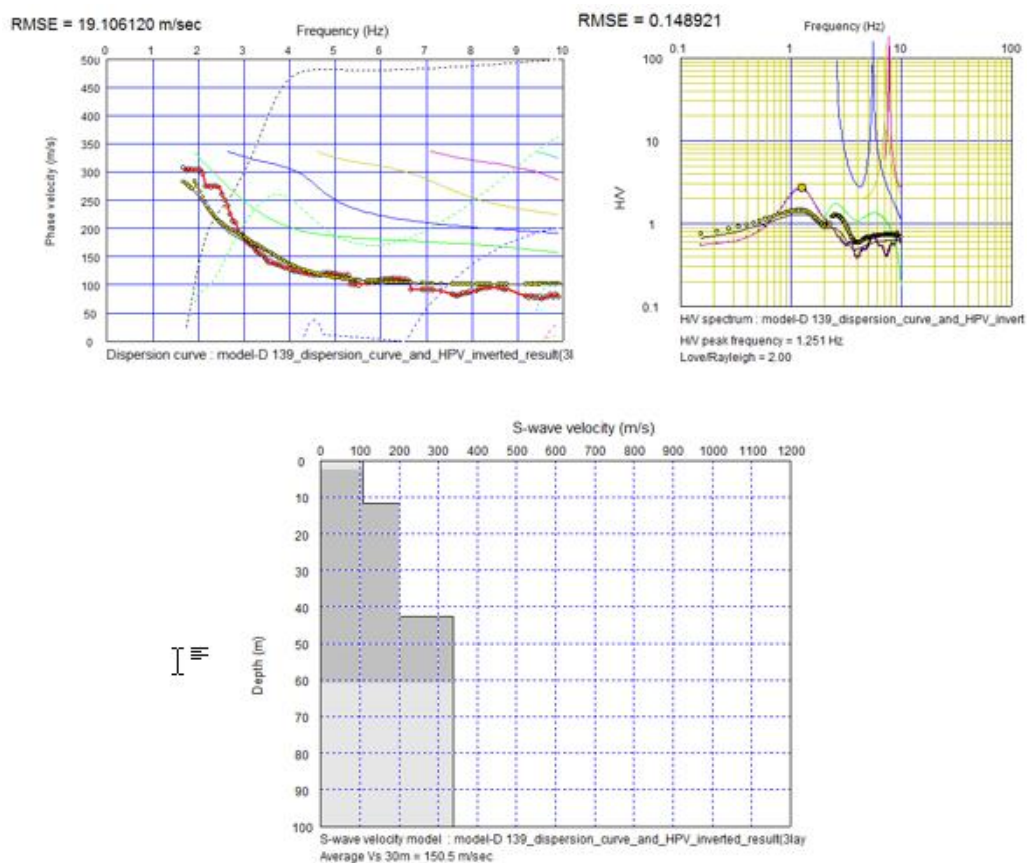 RMSE = 19.106120 m/sec
Frequency (Hz)
0 1 2 3 4 5 6 7 8 9 10
500
450
400
350
300
250
200
150
100
50
0
Phase velocity (m/s)
Dispersion curve : model-D 139_dispersion_curve_and_HPV_inverted_result(3l
RMSE = 0.148921
Frequency (Hz)
0.1 1 10 100
100
10
1
0.1
H/V
H/V spectrum : model-D 139_dispersion_curve_and_HPV_invert
H/V peak frequency = 1.251 Hz
Love/Rayleigh = 2.00
S-wave velocity (m/s)
0 100 200 300 400 500 600 700 800 900 1000 1100 1200
0
10
20
30
40
50
60
70
80
90
100
Depth (m)
S-wave velocity model : model-D 139_dispersion_curve_and_HPV_inverted_result(3lay
Average Vs 30m = 150.5 m/sec